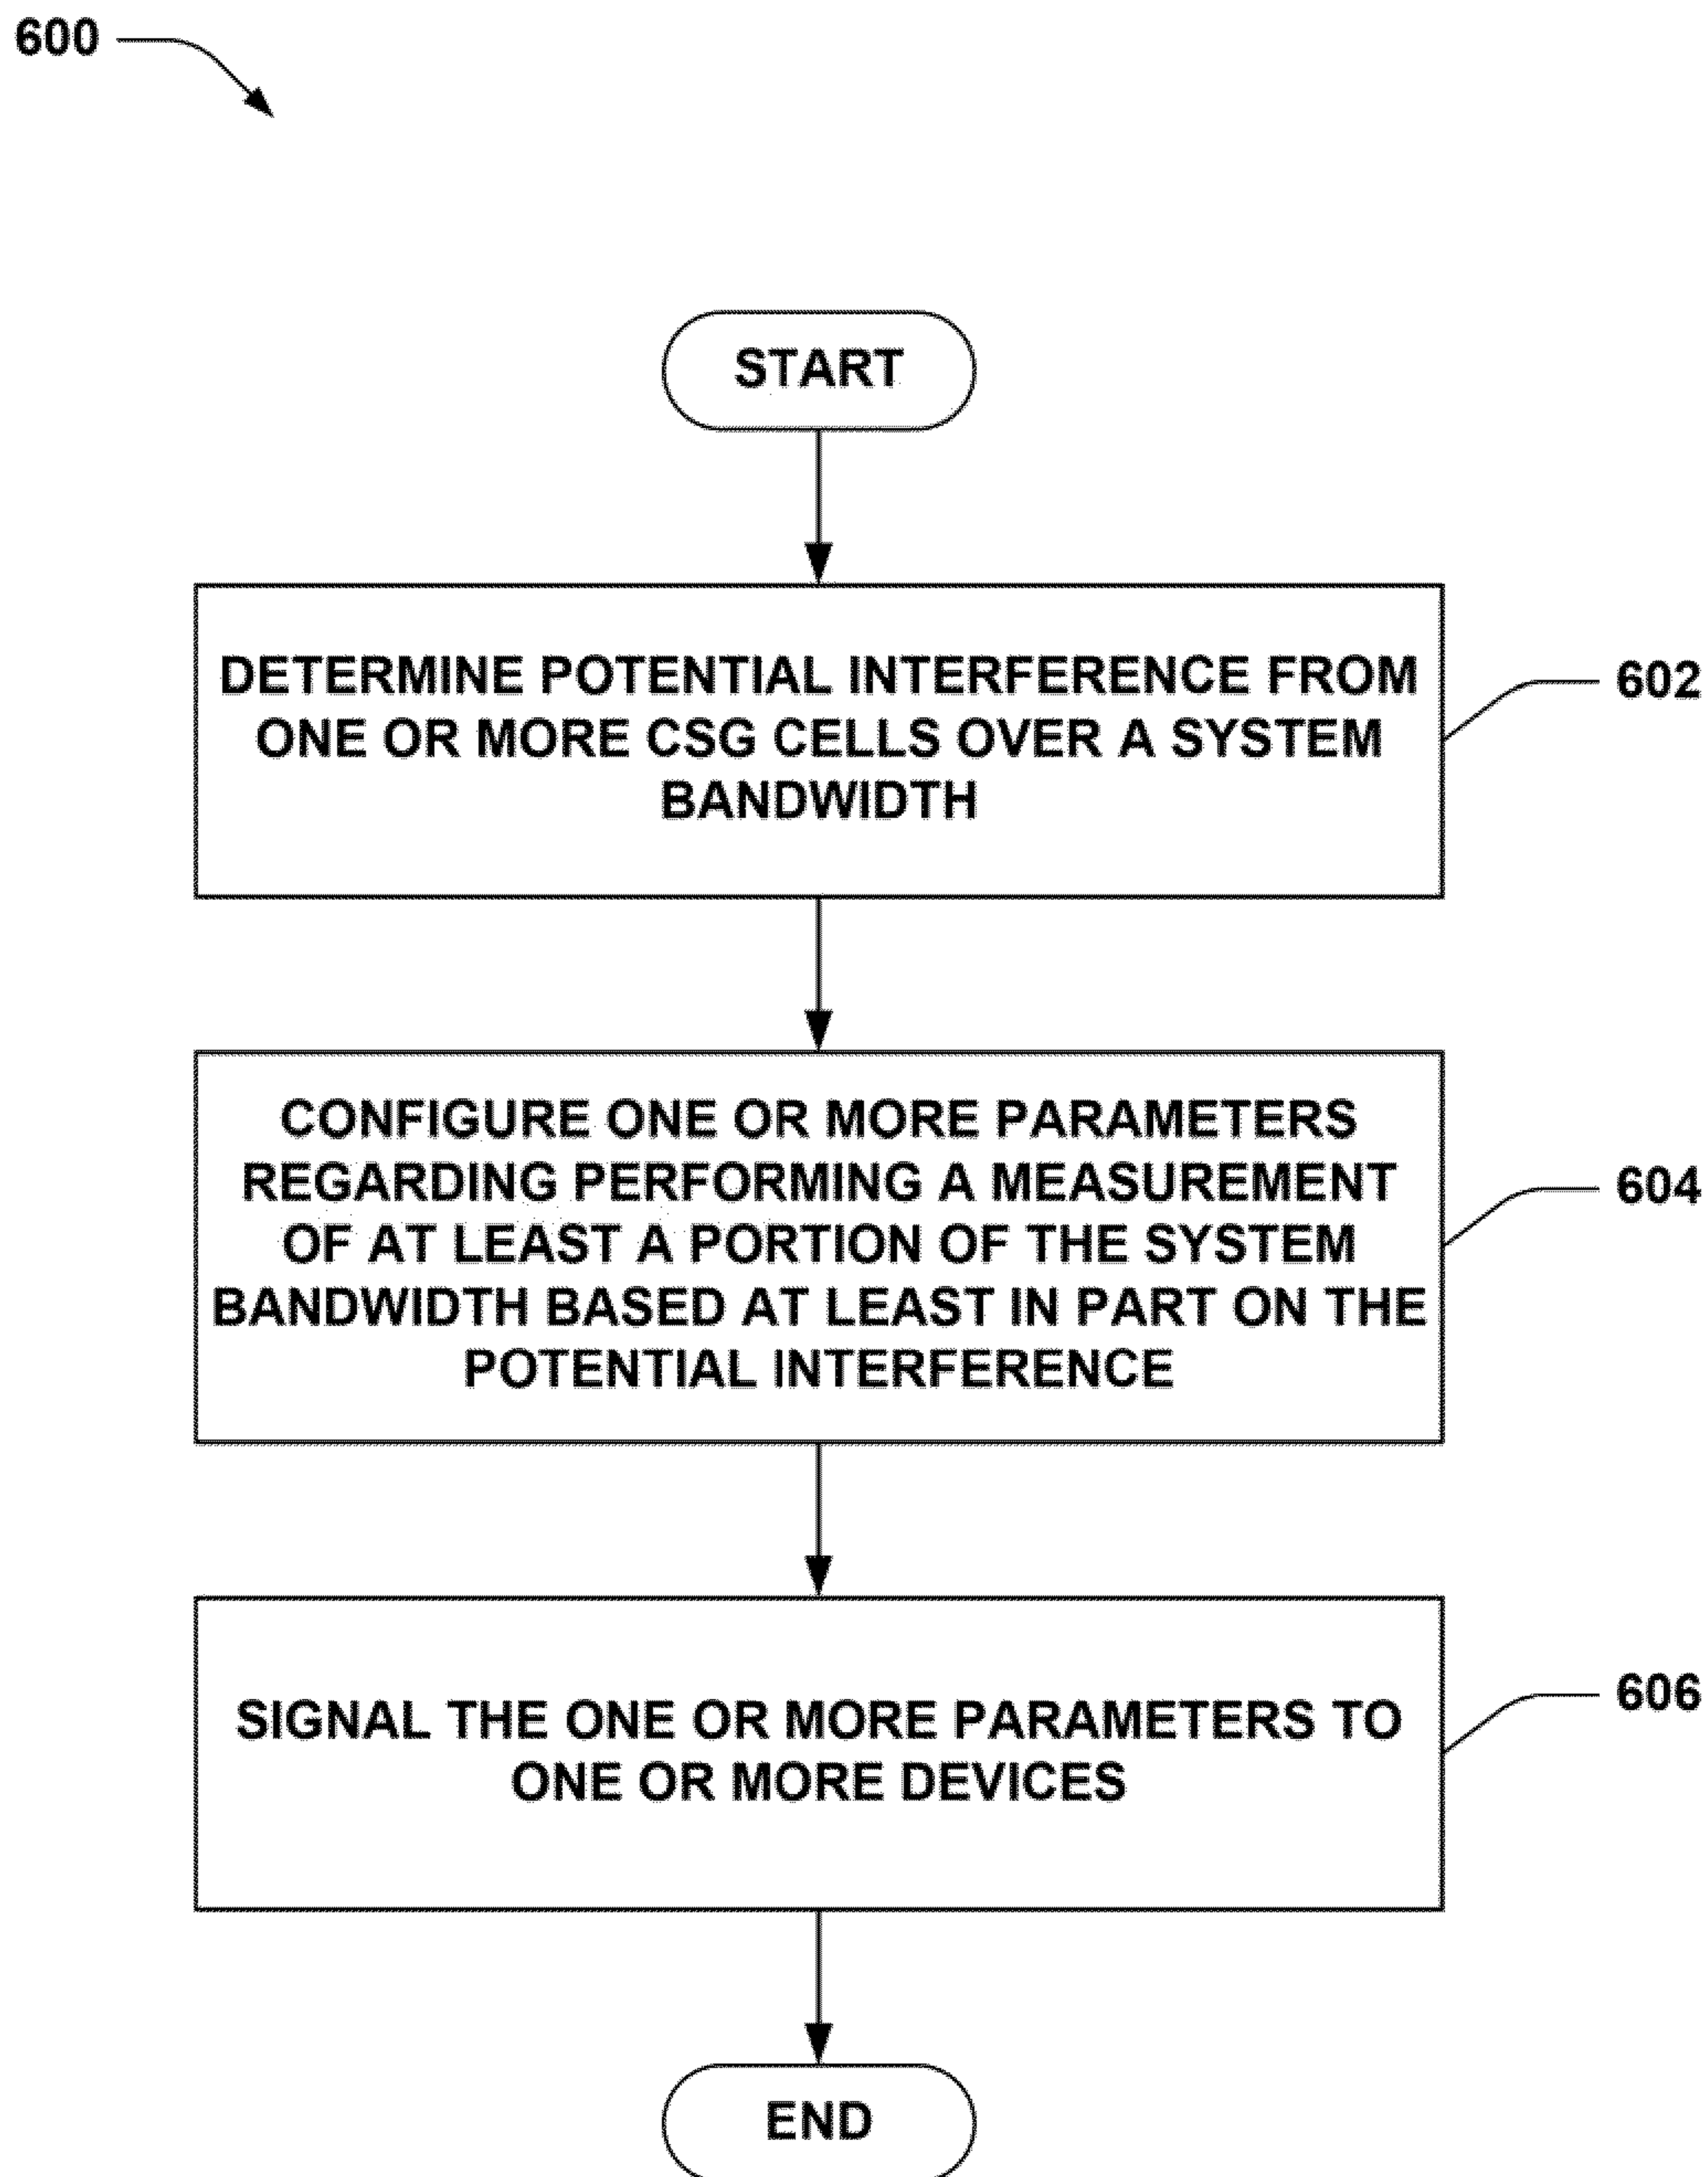 600
START
DETERMINE POTENTIAL INTERFERENCE FROM
ONE OR MORE CSG CELLS OVER A SYSTEM
BANDWIDTH
602
CONFIGURE ONE OR MORE PARAMETERS
REGARDING PERFORMING A MEASUREMENT
OF AT LEAST A PORTION OF THE SYSTEM
BANDWIDTH BASED AT LEAST IN PART ON THE
POTENTIAL INTERFERENCE
604
SIGNAL THE ONE OR MORE PARAMETERS TO
ONE OR MORE DEVICES
606
END